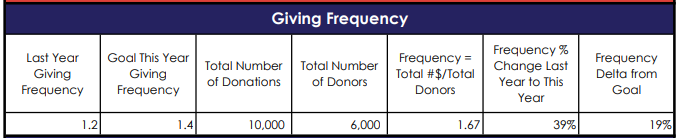 Giving Frequency
Last Year
Giving
Frequency
Goal This Year
Giving
Frequency
Total Number
of Donations
Total Number
of Donors
Frequency =
Total #$/Total
Donors
Frequency %
Change Last
Year to This
Year
Frequency
Delta from
Goal
1.2
1.4
10,000
6,000
1.67
39%
19%